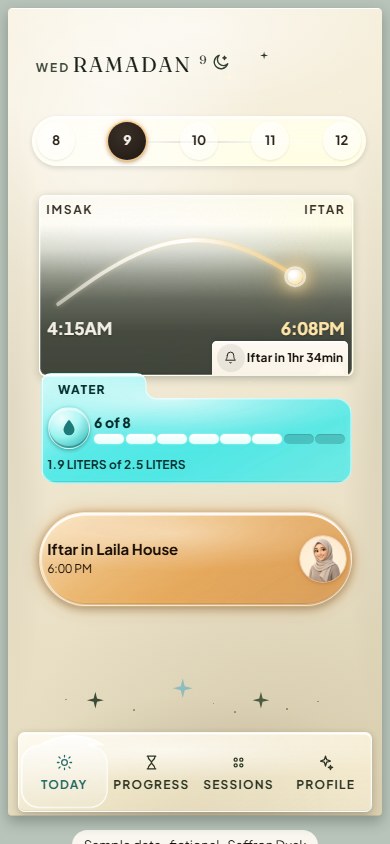 WED RAMADAN 9
8 9 10 11 12
IMSAK IFTAR
4:15AM 6:08PM
Iftar in 1hr 34min
WATER
6 of 8
1.9 LITERS of 2.5 LITERS
Iftar in Laila House
6:00 PM
TODAY PROGRESS SESSIONS PROFILE